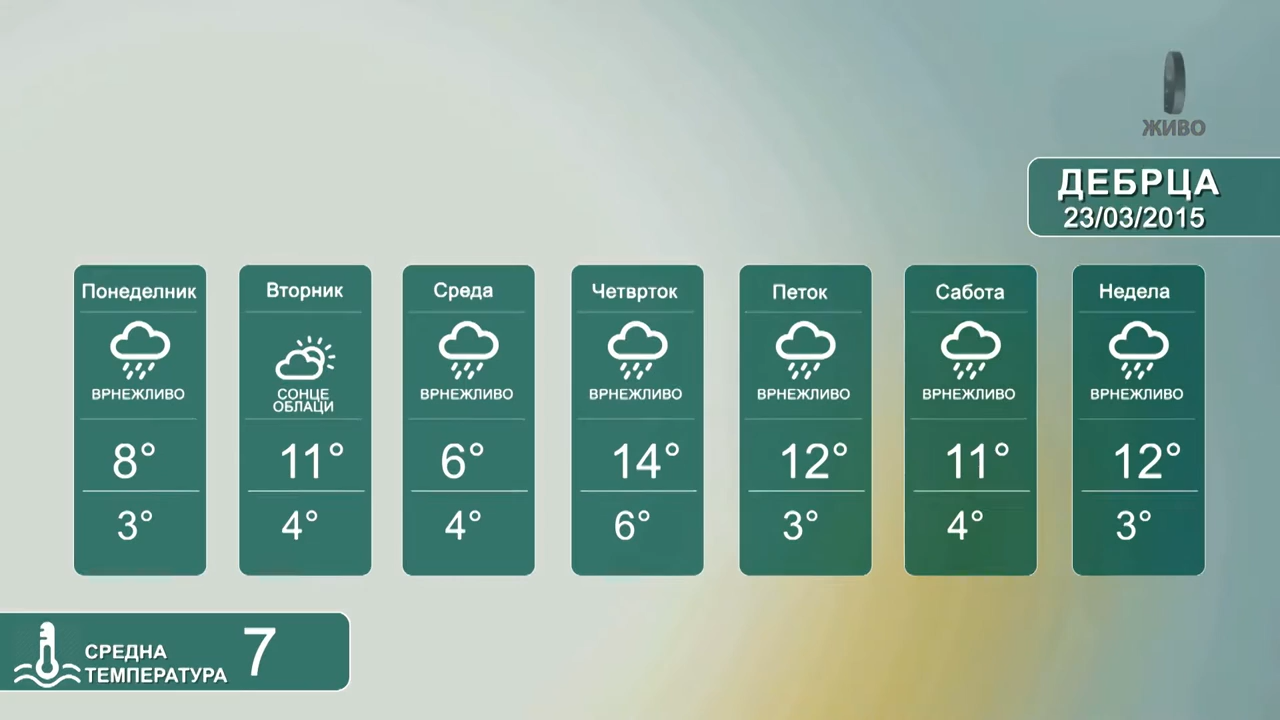 ЖИВО
ДЕБРЦА
23/03/2015
Понеделник
ВРНЕЖЛИВО
8°
3°
Вторник
СОНЦЕ
ОБЛАЦИ
11°
4°
Среда
ВРНЕЖЛИВО
6°
4°
Четврток
ВРНЕЖЛИВО
14°
6°
Петок
ВРНЕЖЛИВО
12°
3°
Сабота
ВРНЕЖЛИВО
11°
4°
Недела
ВРНЕЖЛИВО
12°
3°
СРЕДНА
ТЕМПЕРАТУРА
7